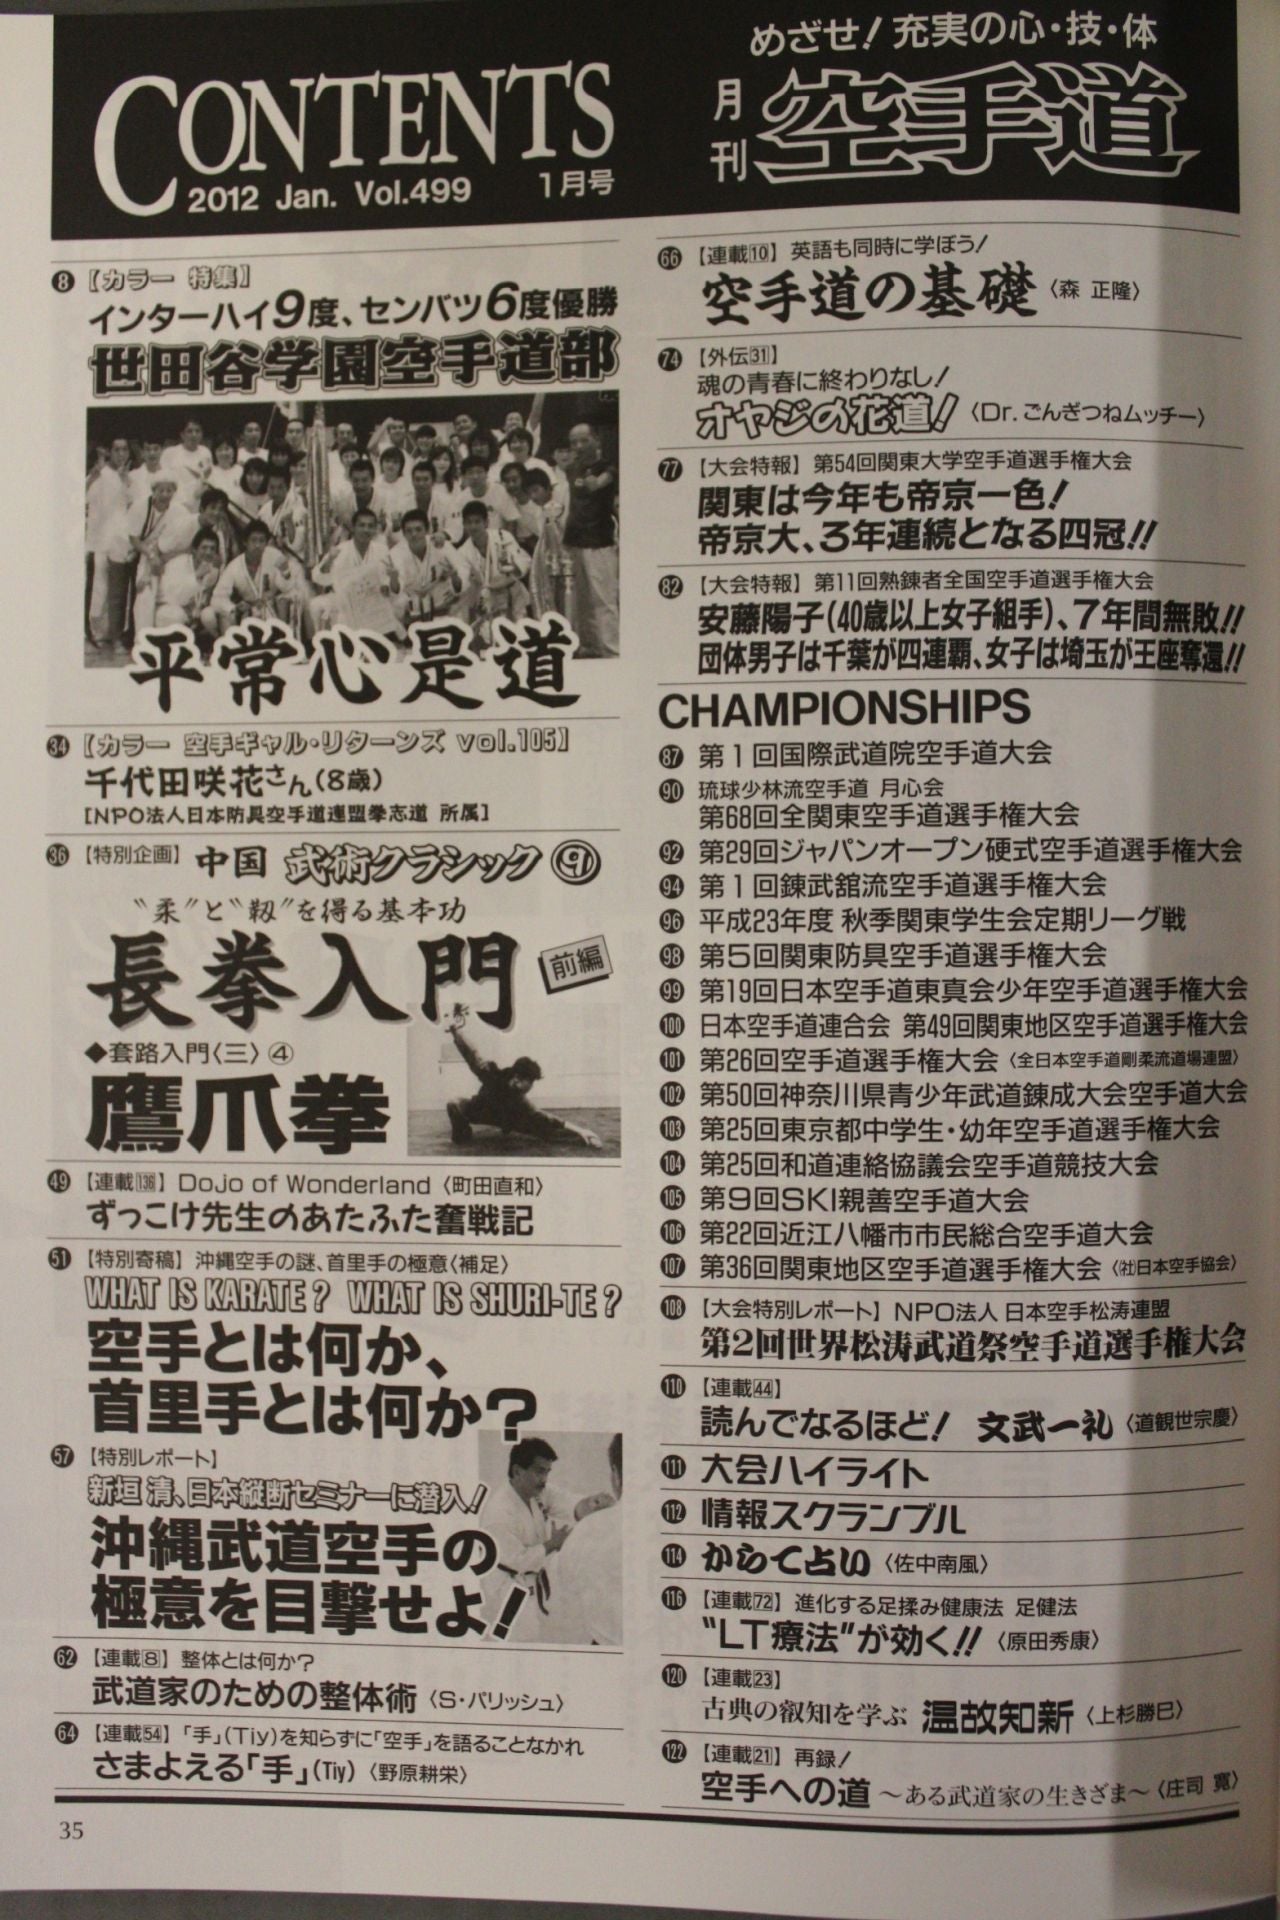 めざせ！充実の心・技・体
月刊 空手道
CONTENTS
2012 Jan. Vol.499 1月号
8 【カラー 特集】
インターハイ9度、センバツ6度優勝
世田谷学園空手道部
平常心是道
34 【カラー 空手ギャル・リターンズ vol.105】
千代田咲花さん(8歳)
【NPO法人日本防具空手道連盟拳志道 所属】
36 【特別企画】 中国 武術クラシック 91
〝柔〟と〝靱〟を得る基本功
長拳入門 前編
◆套路入門〈三〉④
鷹爪拳
49 【連載136】 DoJo of Wonderland 〈町田直和〉
ずっこけ先生のあたふた奮戦記
51 【特別寄稿】 沖縄空手の謎、首里手の極意〈補足〉
WHAT IS KARATE? WHAT IS SHURI-TE?
空手とは何か、
首里手とは何か?
57 【特別レポート】
新垣 清、日本縦断セミナーに潜入!
沖縄武道空手の
極意を目撃せよ!
62 【連載8】 整体とは何か?
武道家のための整体術 〈S・パリッシュ〉
64 【連載54】 「手」(Tiy)を知らずに「空手」を語ることなかれ
さまよえる「手」(Tiy) 〈野原耕栄〉
66 【連載10】 英語も同時に学ぼう!
空手道の基礎 〈森 正隆〉
74 【外伝31】
魂の青春に終わりなし!
オヤジの花道! 〈Dr.ごんぎつねムッチー〉
77 【大会特報】 第54回関東大学空手道選手権大会
関東は今年も帝京一色!
帝京大、3年連続となる四冠!!
82 【大会特報】 第11回熟錬者全国空手道選手権大会
安藤陽子(40歳以上女子組手)、7年間無敗!!
団体男子は千葉が四連覇、女子は埼玉が王座奪還!!
CHAMPIONSHIPS
87 第1回国際武道院空手道大会
90 琉球少林流空手道 月心会
第68回全関東空手道選手権大会
92 第29回ジャパンオープン硬式空手道選手権大会
94 第1回錬武舘流空手道選手権大会
96 平成23年度 秋季関東学生会定期リーグ戦
98 第5回関東防具空手道選手権大会
99 第19回日本空手道東真会少年空手道選手権大会
100 日本空手道連合会 第49回関東地区空手道選手権大会
101 第26回空手道選手権大会 〈全日本空手道剛柔流道場連盟〉
102 第50回神奈川県青少年武道錬成大会空手道大会
103 第25回東京都中学生・幼年空手道選手権大会
104 第25回和道連絡協議会空手道競技大会
105 第9回SKI親善空手道大会
106 第22回近江八幡市市民総合空手道大会
107 第36回関東地区空手道選手権大会 〈(社)日本空手協会〉
108 【大会特別レポート】 NPO法人 日本空手松涛連盟
第2回世界松涛武道祭空手道選手権大会
110 【連載44】
読んでなるほど! 文武一礼 〈道観世宗慶〉
111 大会ハイライト
112 情報スクランブル
114 からて占い 〈佐中南風〉
116 【連載72】 進化する足揉み健康法 足健法
“LT療法”が効く!! 〈原田秀康〉
120 【連載23】
古典の叡知を学ぶ 温故知新 〈上杉勝巳〉
122 【連載21】 再録!
空手への道 ～ある武道家の生きざま～ 〈庄司 寛〉
35